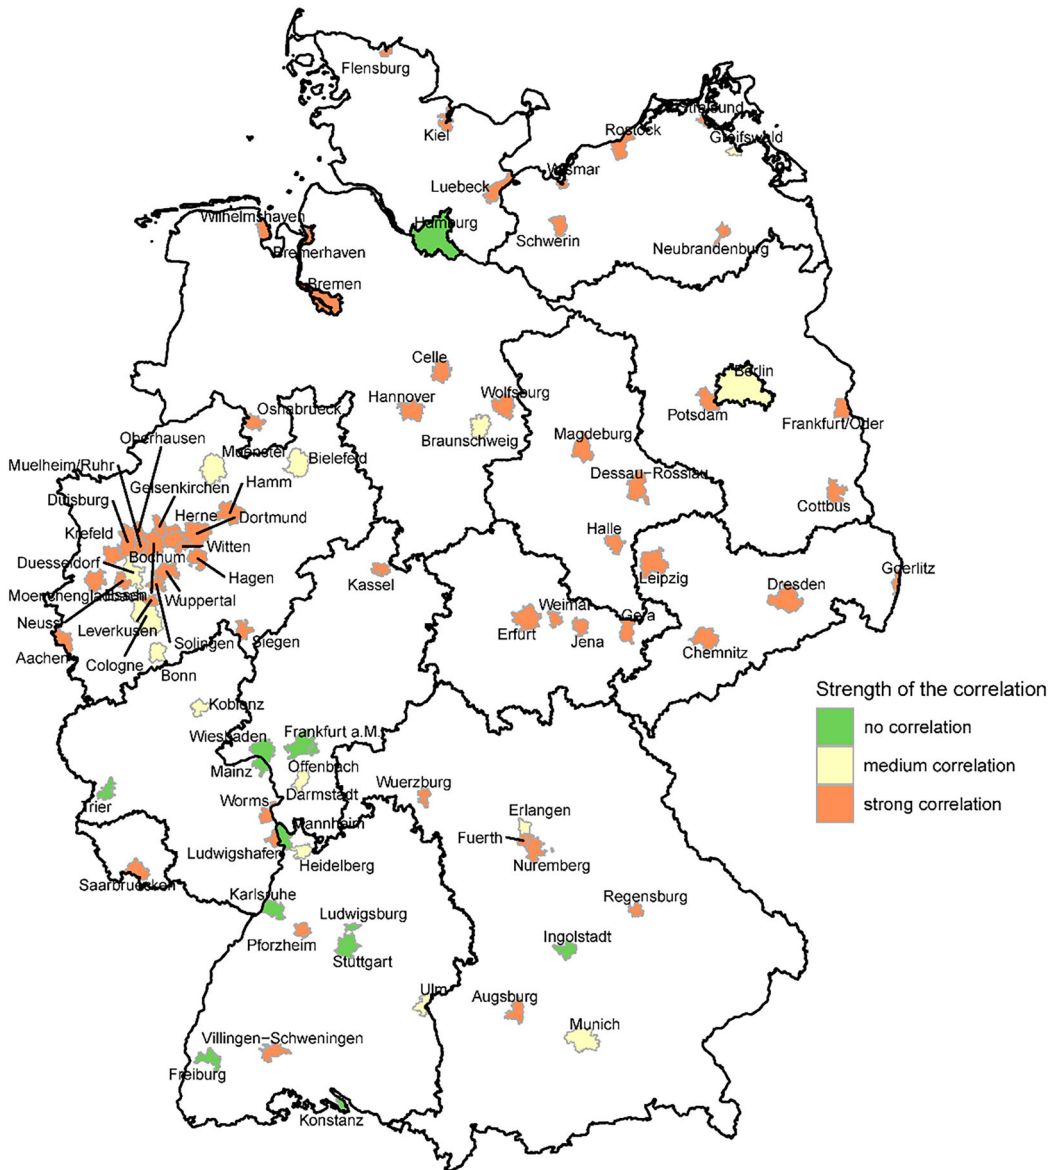 Flensburg
Kiel
Stralsund
Rostock
Greifswald
Wismar
Luebeck
Wilhelmshaven
Hamburg
Schwerin
Neubrandenburg
Bremerhaven
Bremen
Celle
Hannover
Wolfsburg
Berlin
Potsdam
Frankfurt/Oder
Osnabrueck
Braunschweig
Magdeburg
Oberhausen
Muenster
Bielefeld
Muelheim/Ruhr
Gelsenkirchen
Hamm
Dessau-Rosslau
Duisburg
Cottbus
Herne
Dortmund
Krefeld
Halle
Witten
Duesseldorf
Bochum
Hagen
Kassel
Leipzig
Goerlitz
Dresden
Moenchengladbach
Essen
Wuppertal
Weimar
Gera
Neuss
Leverkusen
Erfurt
Jena
Solingen
Siegen
Chemnitz
Aachen
Cologne
Bonn
Strength of the correlation
Koblenz
no correlation
Wiesbaden
Frankfurt a.M.
Mainz
Offenbach
medium correlation
Wuerzburg
Darmstadt
strong correlation
Trier
Worms
Erlangen
Mannheim
Fuerth
Ludwigshafen
Heidelberg
Nuremberg
Saarbruecken
Karlsruhe
Regensburg
Ludwigsburg
Pforzheim
Ingolstadt
Stuttgart
Ulm
Augsburg
Munich
Villingen-Schweningen
Freiburg
Konstanz